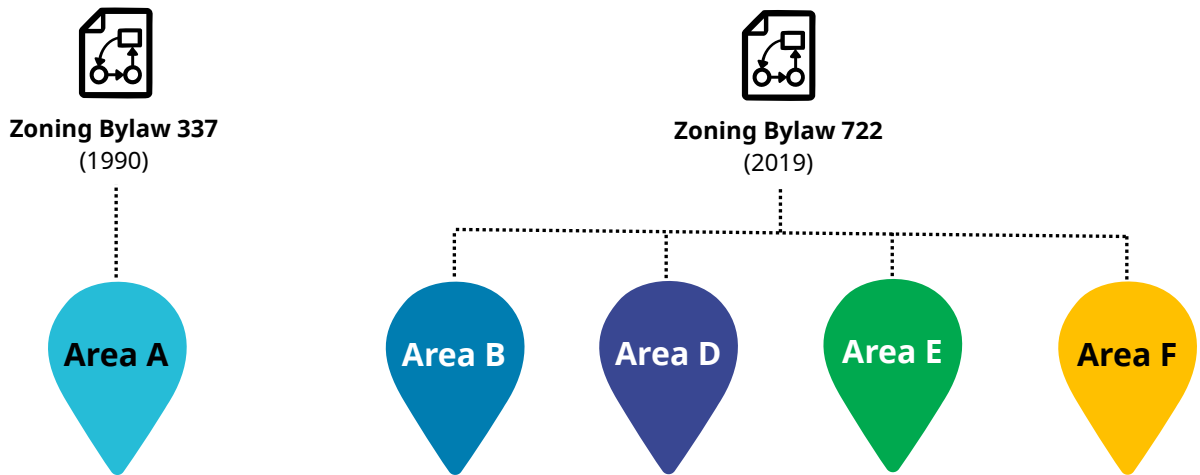 Zoning Bylaw 337
(1990)
Zoning Bylaw 722
(2019)
Area A
Area B
Area D
Area E
Area F